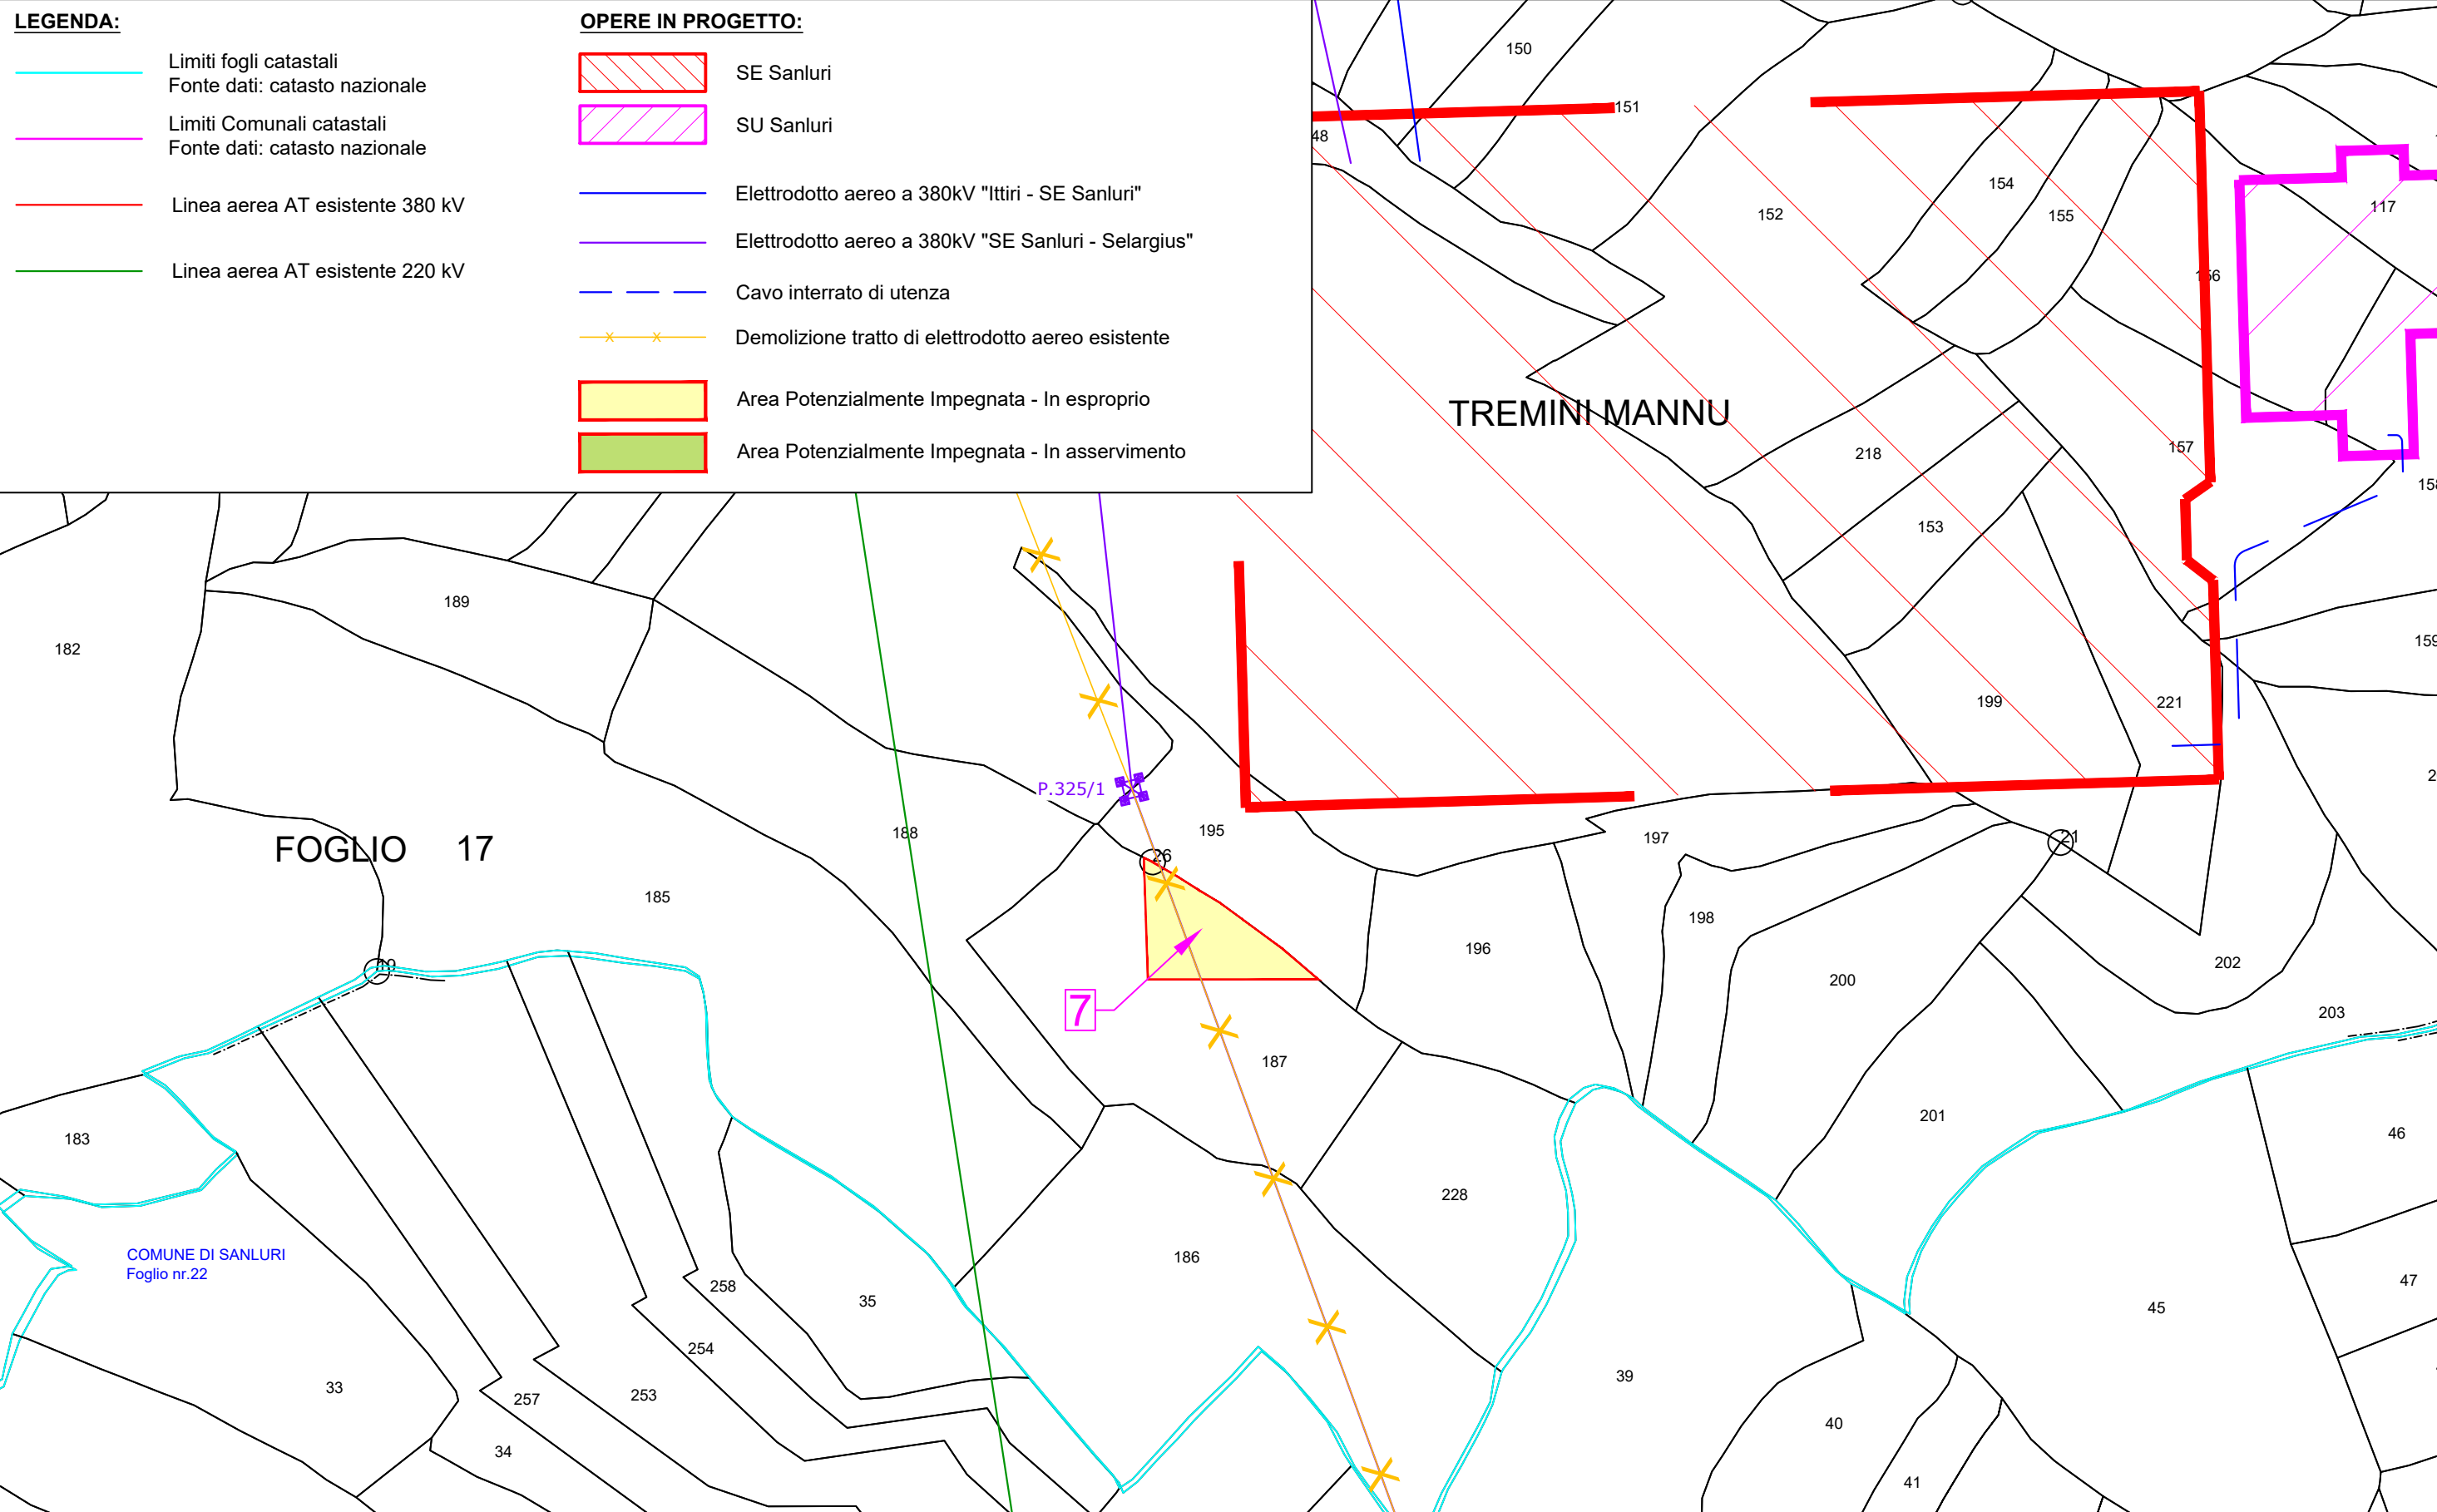 LEGENDA:
Limiti fogli catastali
Fonte dati: catasto nazionale
Limiti Comunali catastali
Fonte dati: catasto nazionale
Linea aerea AT esistente 380 kV
Linea aerea AT esistente 220 kV
OPERE IN PROGETTO:
SE Sanluri
SU Sanluri
Elettrodotto aereo a 380kV "Ittiri - SE Sanluri"
Elettrodotto aereo a 380kV "SE Sanluri - Selargius"
Cavo interrato di utenza
Demolizione tratto di elettrodotto aereo esistente
Area Potenzialmente Impegnata - In esproprio
Area Potenzialmente Impegnata - In asservimento
150
151
48
154
152
155
117
156
TREMINI MANNU
218
157
158
153
189
182
159
199
221
P.325/1
195
188
197
21
26
FOGLIO 17
185
198
196
202
19
200
7
203
187
201
183
46
228
COMUNE DI SANLURI
Foglio nr.22
186
258
47
35
45
254
39
33
253
257
40
34
41